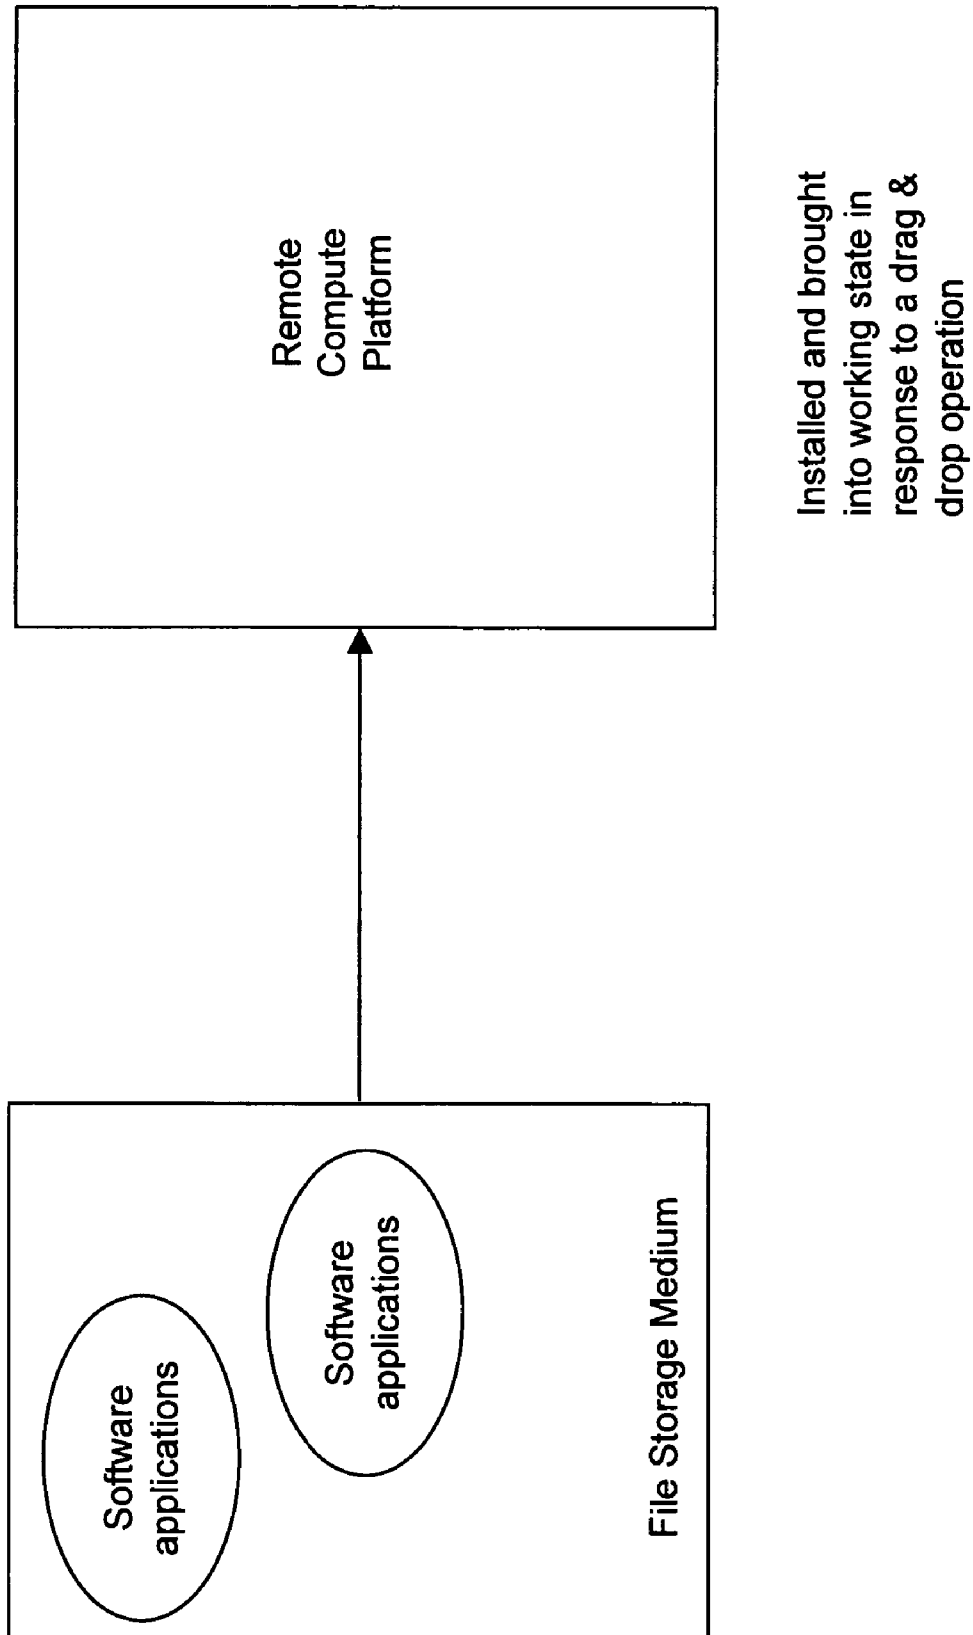 Software
applications
Software
applications
File Storage Medium
Remote
Compute
Platform
Installed and brought
into working state in
response to a drag &
drop operation